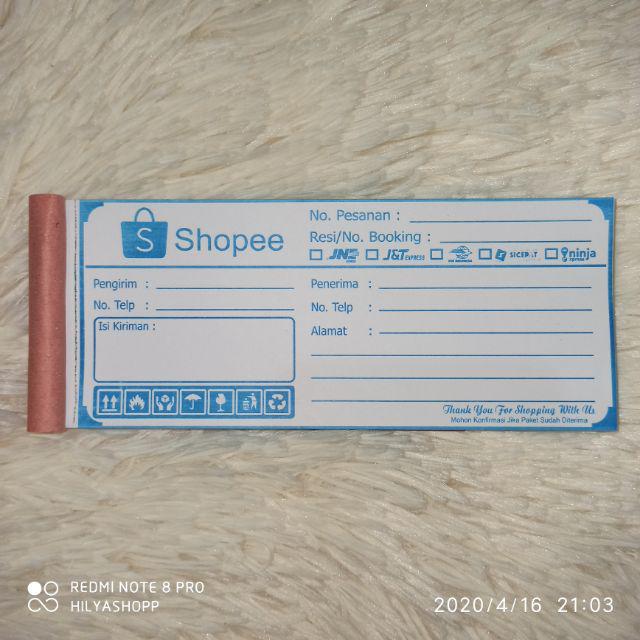 S Shopee
No. Pesanan :
Resi/No. Booking :
JNE J&T EXPRESS SICEPAT ninja
Pengirim :
No. Telp :
Isi Kiriman :
Penerima :
No. Telp :
Alamat :
Thank You For Shopping With Us
Mohon Konfirmasi Jika Paket Sudah Diterima
REDMI NOTE 8 PRO
HILYASHOPP
2020/4/16 21:03